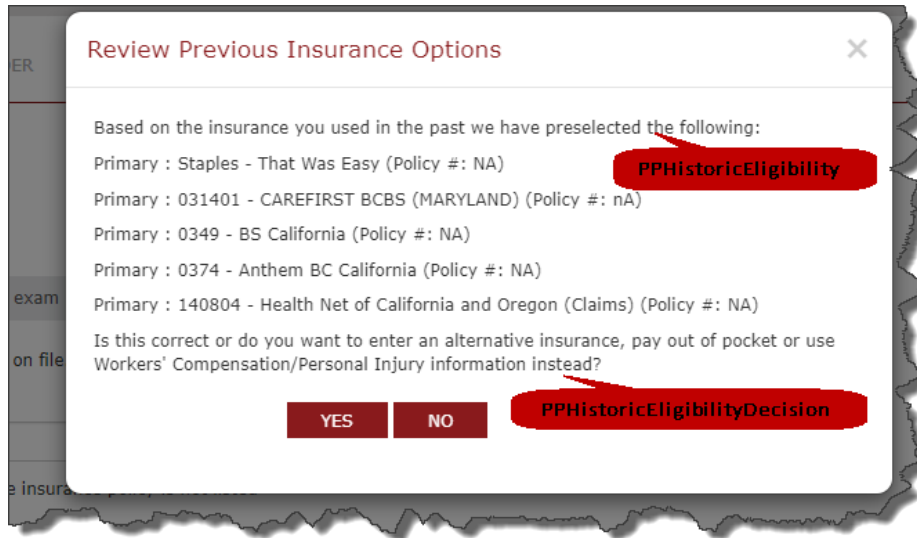 Review Previous Insurance Options
×
ER
Based on the insurance you used in the past we have preselected the following:
Primary : Staples - That Was Easy (Policy #: NA)
PPHistoricEligibility
Primary : 031401 - CAREFIRST BCBS (MARYLAND) (Policy #: nA)
Primary : 0349 - BS California (Policy #: NA)
Primary : 0374 - Anthem BC California (Policy #: NA)
exam
Primary : 140804 - Health Net of California and Oregon (Claims) (Policy #: NA)
Is this correct or do you want to enter an alternative insurance, pay out of pocket or use
on file
Workers' Compensation/Personal Injury information instead?
PPHistoricEligibilityDecision
YES NO
e insura